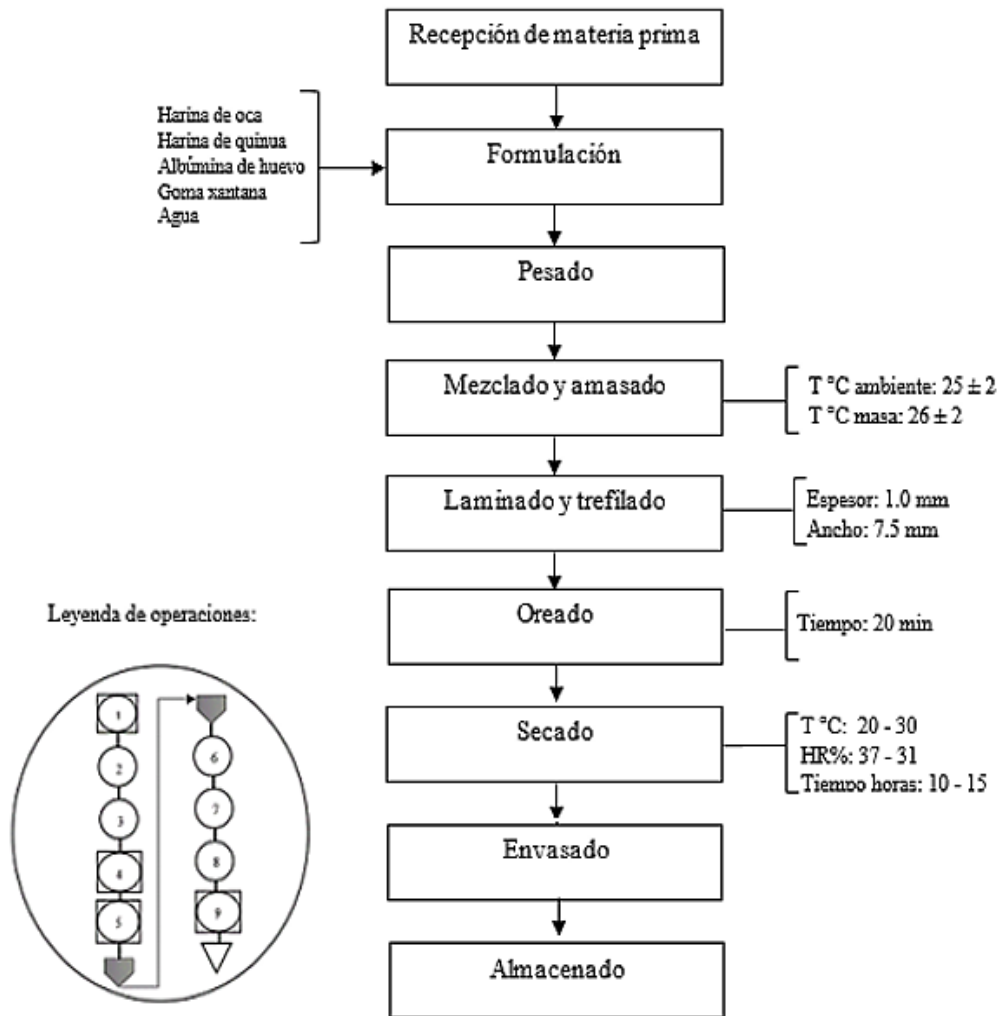 Recepción de materia prima
Harina de oca
Harina de quinua
Albúmina de huevo
Goma xantana
Agua
Formulación
Pesado
Mezclado y amasado
T °C ambiente: 25 ± 2
T °C masa: 26 ± 2
Laminado y trefilado
Espesor: 1.0 mm
Ancho: 7.5 mm
Oreado
Tiempo: 20 min
Secado
T °C: 20 - 30
HR%: 37 - 31
Tiempo horas: 10 - 15
Envasado
Almacenado
Leyenda de operaciones:
1
2
3
4
5
6
7
8
9